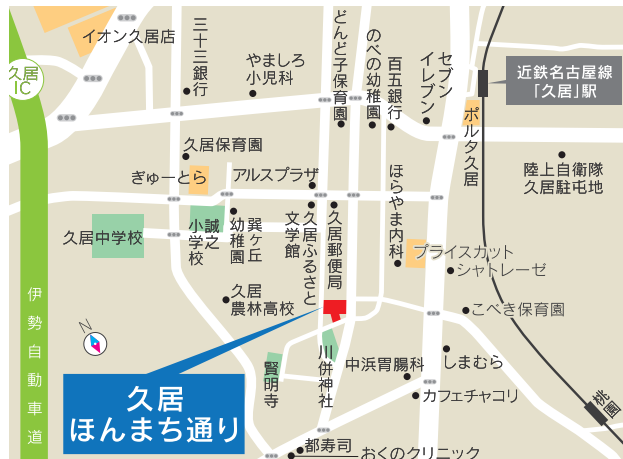 イオン久居店
久居
IC
三十三銀行
やましろ
小児科
どんど子保育園
のべの幼稚園
百五銀行
セブン
イレブン
近鉄名古屋線
「久居」駅
ポルタ久居
陸上自衛隊
久居駐屯地
久居保育園
ぎゅーとら
アルスプラザ
ほらやま内科
久居中学校
誠之
小学校
巽ケ丘
幼稚園
久居ふるさと
文学館
久居郵便局
プライスカット
シャトレーゼ
久居
農林高校
こべき保育園
伊勢自動車道
N
川併神社
賢明寺
中浜胃腸科
しまむら
カフェチャコリ
桃園
久居
ほんまち通り
都寿司
おくのクリニック